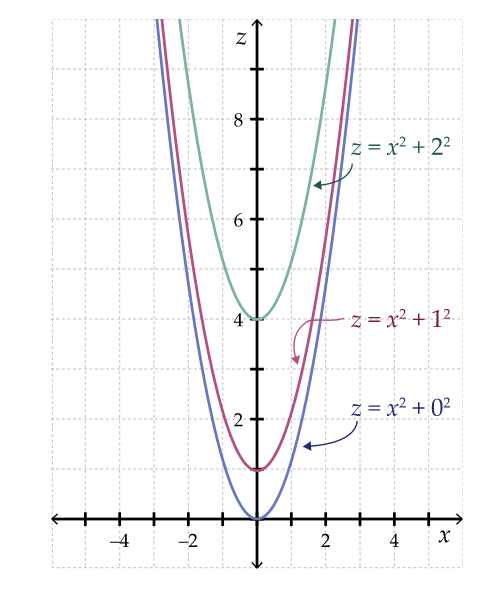 z
8
z = x² + 2²
6
4
z = x² + 1²
2
z = x² + 0²
–4
–2
2
4
x